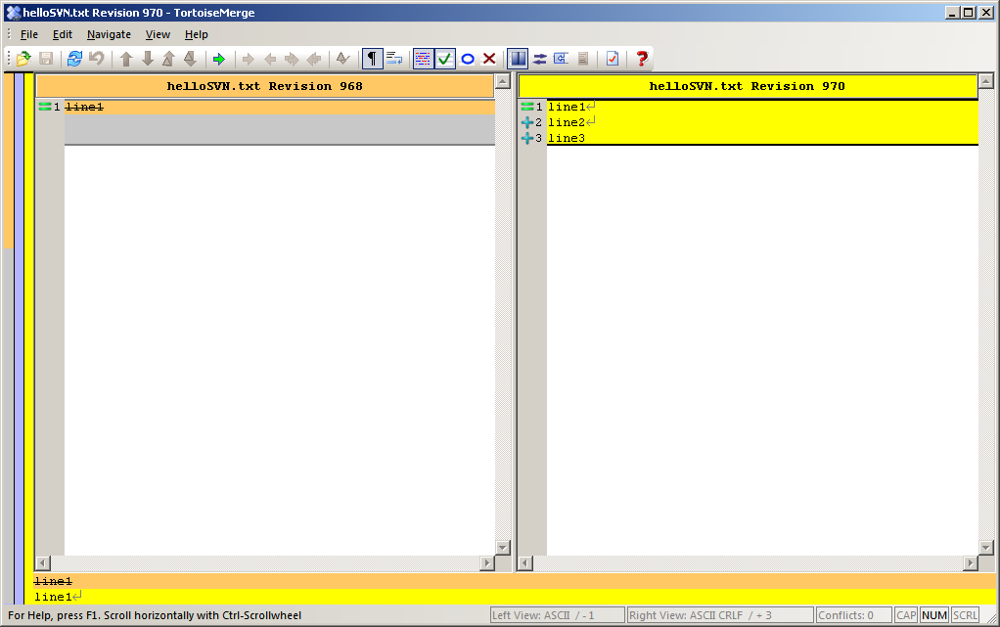 helloSVN.txt Revision 970 - TortoiseMerge
File Edit Navigate View Help
helloSVN.txt Revision 968
1 line1
helloSVN.txt Revision 970
1 line1
2 line2
3 line3
line1
line1
For Help, press F1. Scroll horizontally with Ctrl-Scrollwheel
Left View: ASCII / - 1
Right View: ASCII CRLF / + 3
Conflicts: 0
CAP NUM SCRL